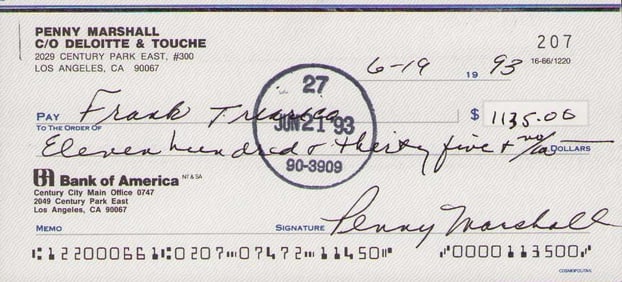 PENNY MARSHALL
C/O DELOITTE & TOUCHE
2029 CENTURY PARK EAST, #300
LOS ANGELES, CA 90067
207
16-66/1220
6-19 19 93
27
JUN 21 '93
90-3909
PAY TO THE ORDER OF Frank $ 1135.00
Eleven hundred + thirty five + no/00 DOLLARS
Bank of America NT & SA
Century City Main Office 0747
2049 Century Park East
Los Angeles, CA 90067
MEMO SIGNATURE Penny Marshall
⑆122000661⑆0207⑉07472⑉11450⑈ ⑈0000113500⑈
COSMOPOLITAN